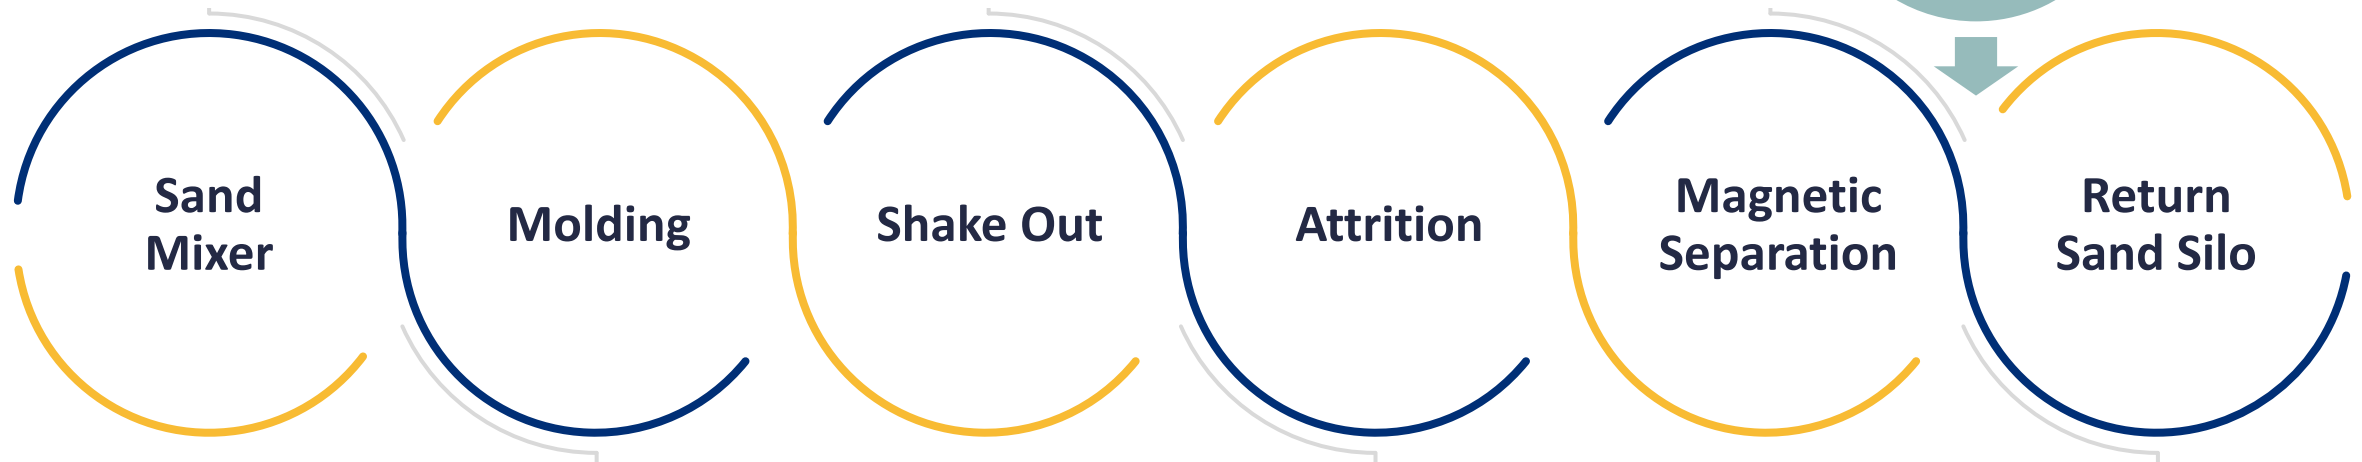 Sand
Mixer
Molding
Shake Out
Attrition
Magnetic
Separation
Return
Sand Silo